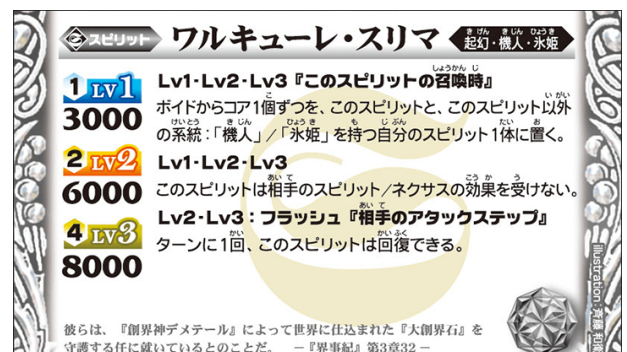 スピリット ワルキューレ・スリマ 起幻・機人・氷姫
1 LV1 3000
Lv1・Lv2・Lv3『このスピリットの召喚時』
ボイドからコア1個ずつを、このスピリットと、このスピリット以外
の系統:「機人」/「氷姫」を持つ自分のスピリット1体に置く。
2 LV2 6000
Lv1・Lv2・Lv3
このスピリットは相手のスピリット/ネクサスの効果を受けない。
4 LV3 8000
Lv2・Lv3:フラッシュ『相手のアタックステップ』
ターンに1回、このスピリットは回復できる。
彼らは、『創界神デメテール』によって世界に仕込まれた『大創界石』を
守護する任に就いているとのことだ。 ー『界事紀』第3章32ー
illustration:斉藤 和衛